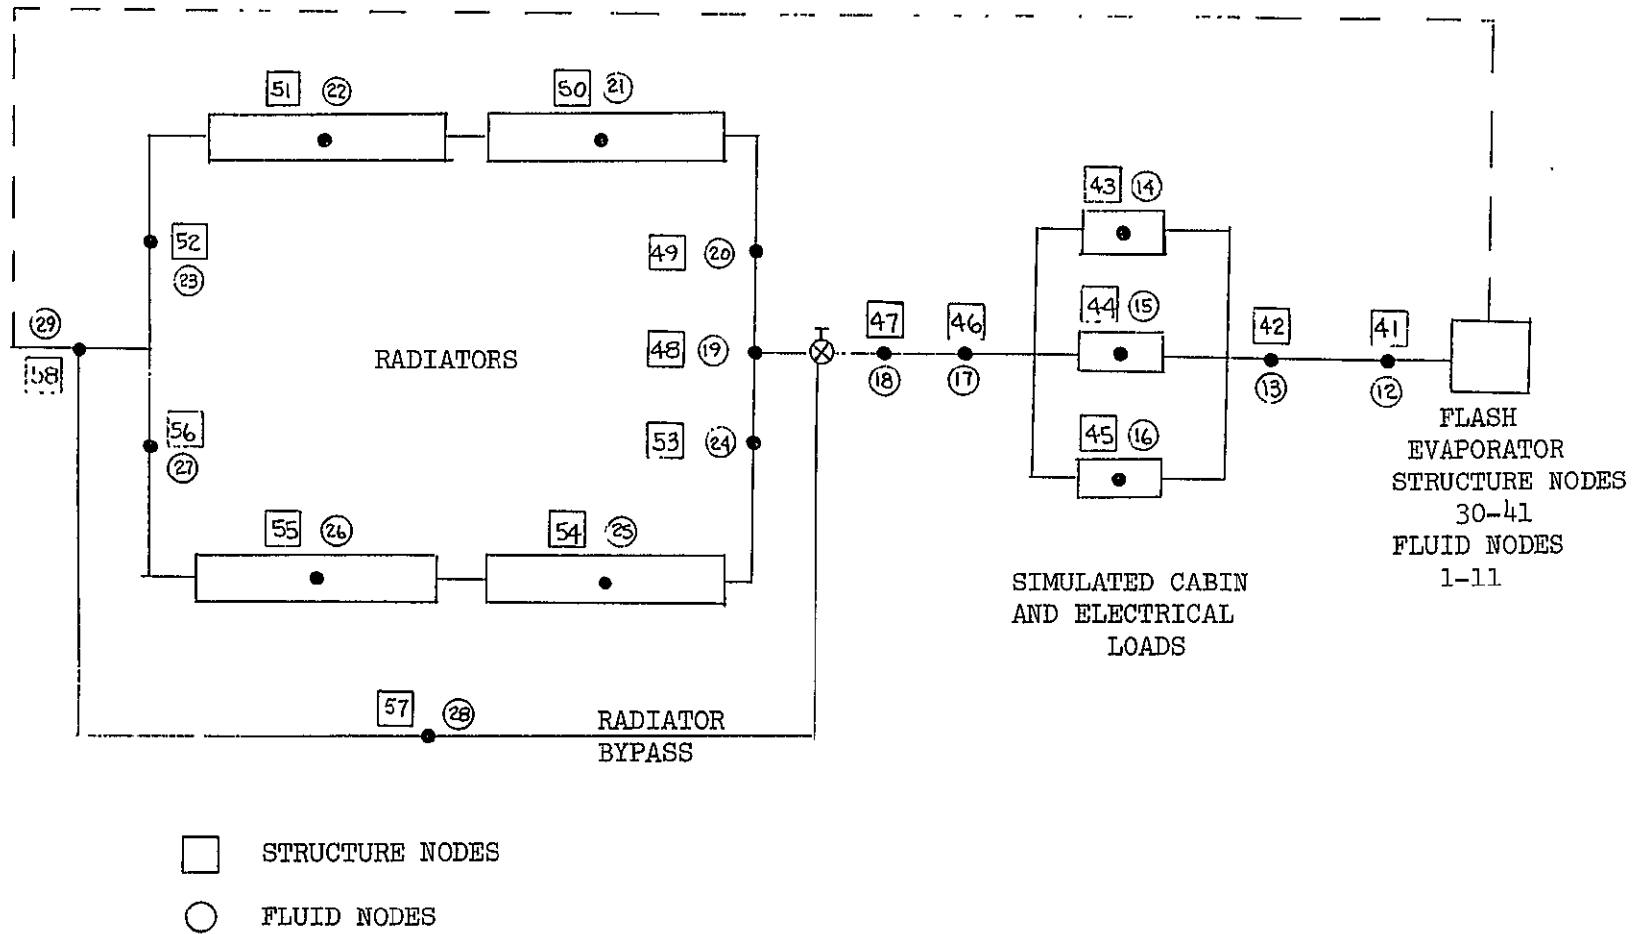 51 22
50 21
43 14
52
23
49 20
44 15
29
58
RADIATORS
48 19
47
18
46
17
42
13
41
12
56
27
53 24
45 16
FLASH
EVAPORATOR
STRUCTURE NODES
30-41
FLUID NODES
1-11
55 26
54 25
SIMULATED CABIN
AND ELECTRICAL
LOADS
57 28
RADIATOR
BYPASS
STRUCTURE NODES
FLUID NODES